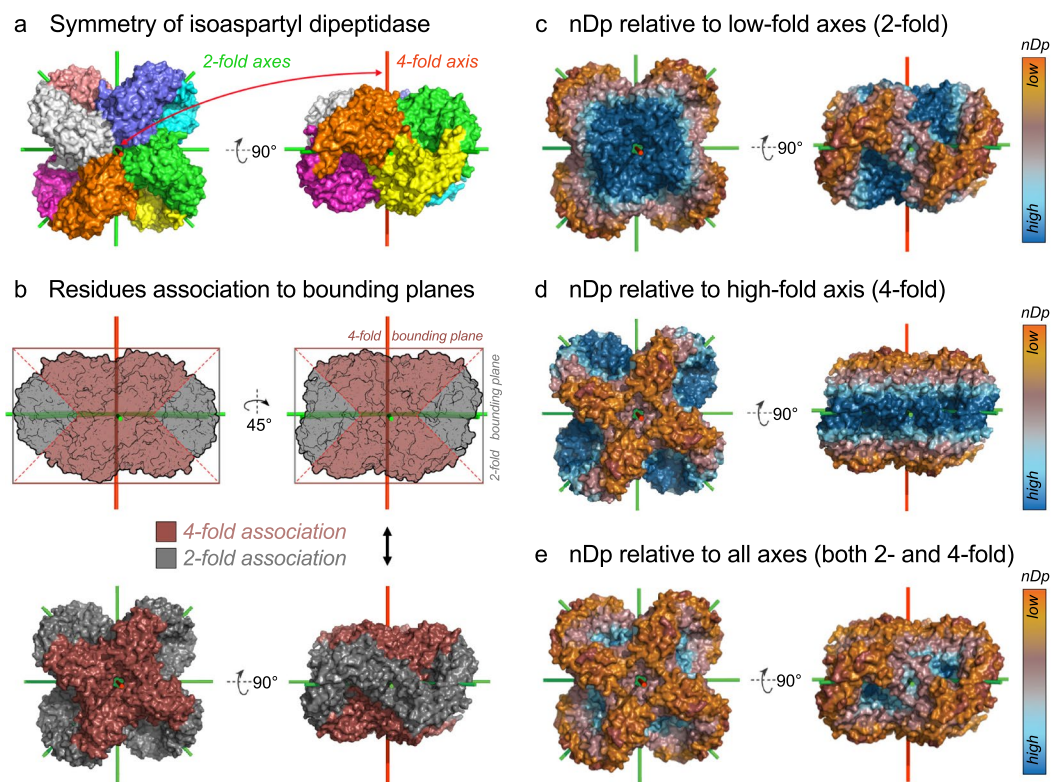 a Symmetry of isoaspartyl dipeptidase
2-fold axes
4-fold axis
90°
b Residues association to bounding planes
4-fold bounding plane
2-fold bounding plane
45°
4-fold association
2-fold association
90°
c nDp relative to low-fold axes (2-fold)
nDp
low
high
90°
d nDp relative to high-fold axis (4-fold)
nDp
low
high
90°
e nDp relative to all axes (both 2- and 4-fold)
nDp
low
high
90°